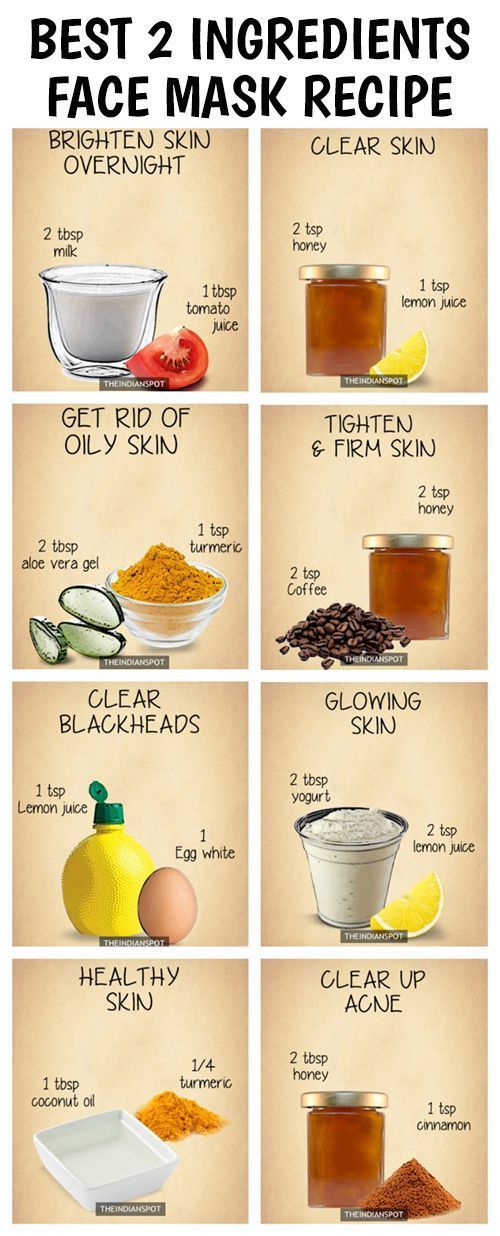 BEST 2 INGREDIENTS
FACE MASK RECIPE
BRIGHTEN SKIN
OVERNIGHT
2 tbsp
milk
1 tbsp
tomato
juice
THEINDIANSPOT
CLEAR SKIN
2 tsp
honey
1 tsp
lemon juice
THEINDIANSPOT
GET RID OF
OILY SKIN
2 tbsp
aloe vera gel
1 tsp
turmeric
THEINDIANSPOT
TIGHTEN
& FIRM SKIN
2 tsp
honey
2 tsp
Coffee
THEINDIANSPOT
CLEAR
BLACKHEADS
1 tsp
Lemon juice
1
Egg white
THEINDIANSPOT
GLOWING
SKIN
2 tbsp
yogurt
2 tsp
lemon juice
THEINDIANSPOT
HEALTHY
SKIN
1 tbsp
coconut oil
1/4
turmeric
THEINDIANSPOT
CLEAR UP
ACNE
2 tbsp
honey
1 tsp
cinnamon
THEINDIANSPOT